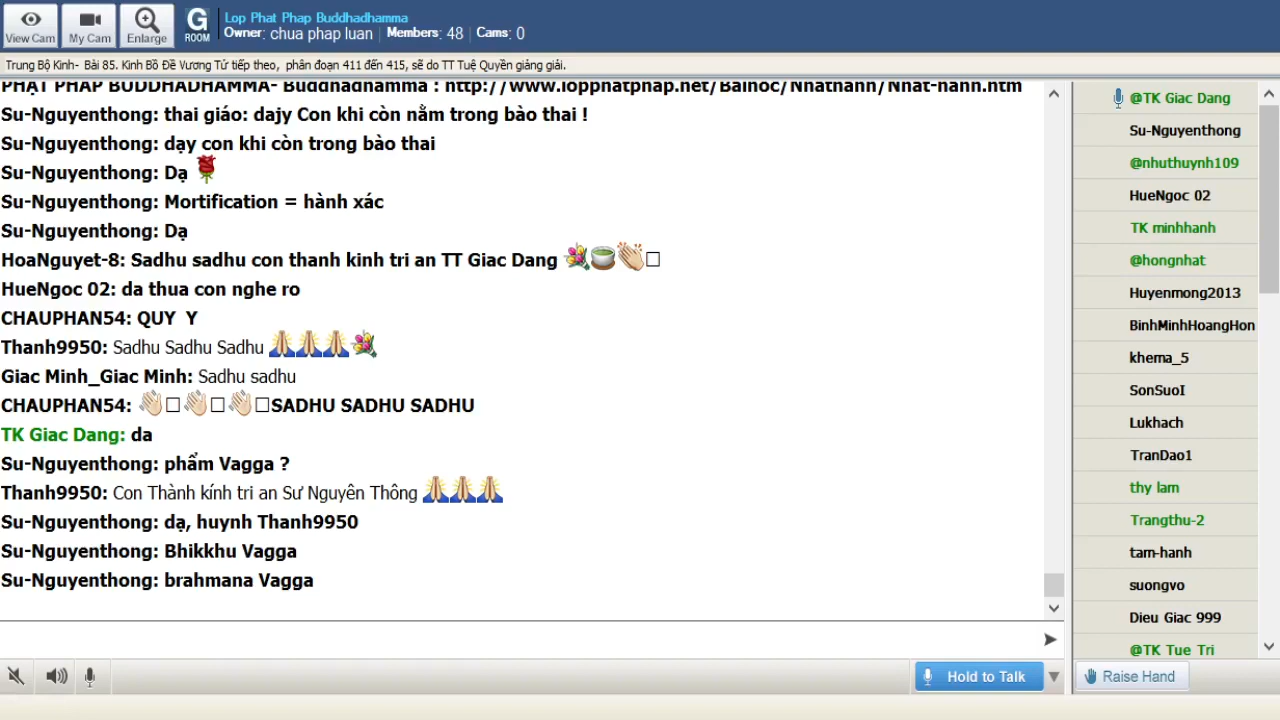 View Cam
My Cam
Enlarge
G
ROOM
Lop Phat Phap Buddhadhamma
Owner: chua phap luan | Members: 48 | Cams: 0
Trung Bộ Kinh- Bài 85. Kinh Bồ Đề Vương Tử tiếp theo, phân đoạn 411 đến 415, sẽ do TT Tuệ Quyền giảng giải.
PHẬT PHÁP BUDDHADHAMMA- Buddhadhamma : http://www.lopphatphap.net/BaiHoc/NhatHanh/Nhat-hanh.htm
Su-Nguyenthong: thai giáo: dajy Con khi còn nằm trong bào thai !
Su-Nguyenthong: dạy con khi còn trong bào thai
Su-Nguyenthong: Dạ
Su-Nguyenthong: Mortification = hành xác
Su-Nguyenthong: Dạ
HoaNguyet-8: Sadhu sadhu con thanh kinh tri an TT Giac Dang
HueNgoc 02: da thua con nghe ro
CHAUPHAN54: QUY Y
Thanh9950: Sadhu Sadhu Sadhu
Giac Minh_Giac Minh: Sadhu sadhu
CHAUPHAN54: SADHU SADHU SADHU
TK Giac Dang: da
Su-Nguyenthong: phẩm Vagga ?
Thanh9950: Con Thành kính tri an Sư Nguyên Thông
Su-Nguyenthong: dạ, huynh Thanh9950
Su-Nguyenthong: Bhikkhu Vagga
Su-Nguyenthong: brahmana Vagga
@TK Giac Dang
Su-Nguyenthong
@nhuthuynh109
HueNgoc 02
TK minhhanh
@hongnhat
Huyenmong2013
BinhMinhHoangHon
khema_5
SonSuoI
Lukhach
TranDao1
thy lam
Trangthu-2
tam-hanh
suongvo
Dieu Giac 999
@TK Tue Tri
Hold to Talk
Raise Hand